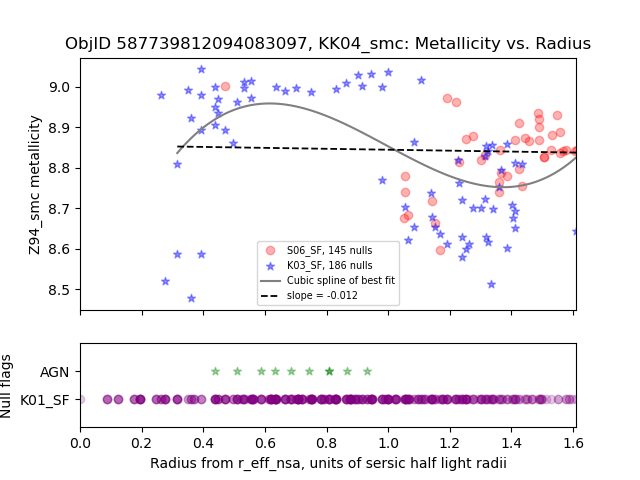 ObjID 587739812094083097, KK04_smc: Metallicity vs. Radius
Z94_smc metallicity
9.0
8.9
8.8
8.7
8.6
8.5
S06_SF, 145 nulls
K03_SF, 186 nulls
Cubic spline of best fit
slope = -0.012
Null flags
AGN
K01_SF
0.0 0.2 0.4 0.6 0.8 1.0 1.2 1.4 1.6
Radius from r_eff_nsa, units of sersic half light radii